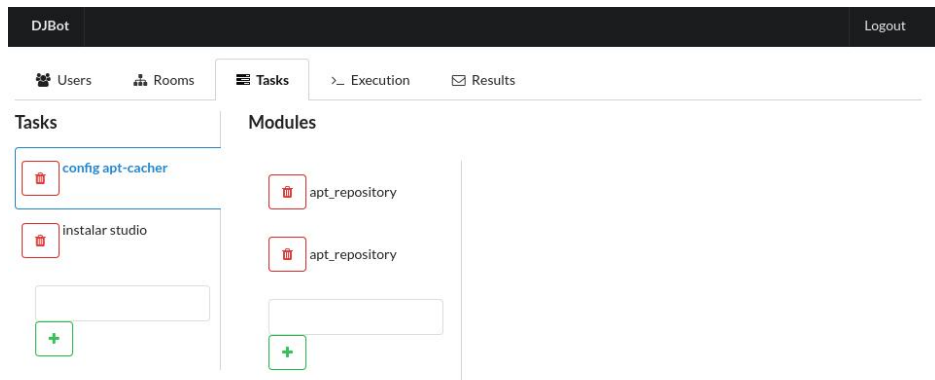 DJBot Logout
Users Rooms Tasks >_ Execution Results
Tasks
config apt-cacher
instalar studio
Modules
apt_repository
apt_repository